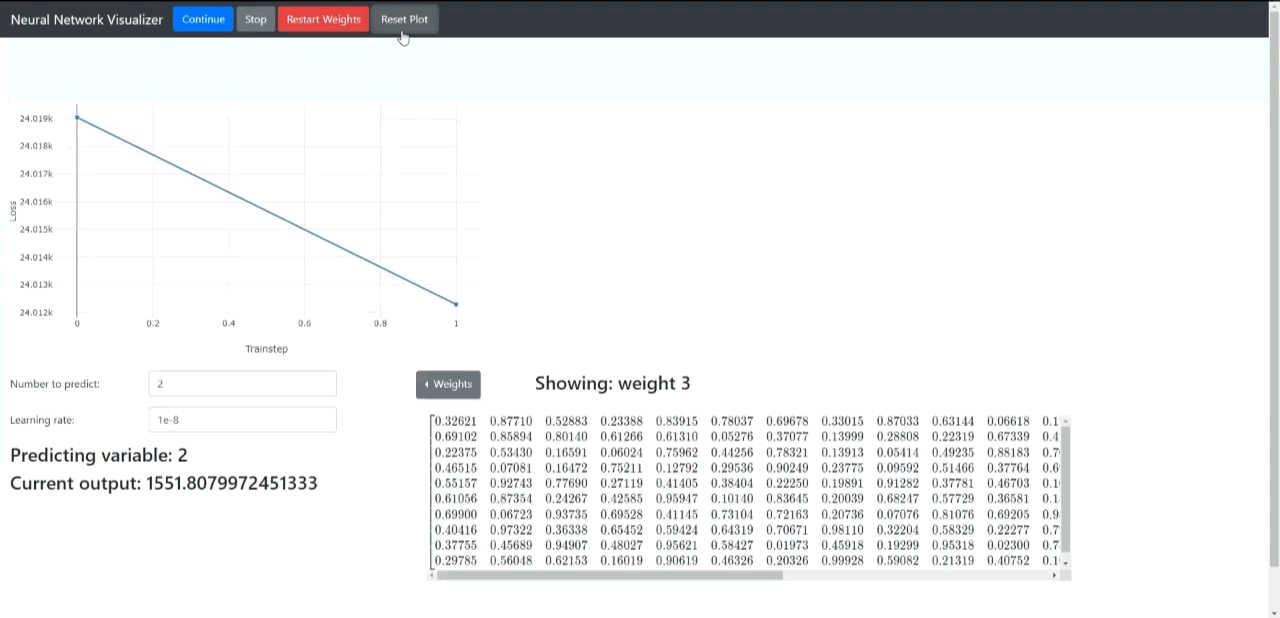 Neural Network Visualizer Continue Stop Restart Weights Reset Plot
24.019k
24.018k
24.017k
24.016k
24.015k
24.014k
24.013k
24.012k
Loss
0 0.2 0.4 0.6 0.8 1
Trainstep
Number to predict: 2
Learning rate: 1e-8
Predicting variable: 2
Current output: 1551.8079972451333
Weights Showing: weight 3
0.32621 0.87710 0.52883 0.23388 0.83915 0.78037 0.69678 0.33015 0.87033 0.63144 0.06618 0.1
0.69102 0.85894 0.80140 0.61266 0.61310 0.05276 0.37077 0.13999 0.28808 0.22319 0.67339 0.4
0.22375 0.53430 0.16591 0.06024 0.75962 0.44256 0.78321 0.13913 0.05414 0.49235 0.88183 0.7
0.46515 0.07081 0.16472 0.75211 0.12792 0.29536 0.90249 0.23775 0.09592 0.51466 0.37764 0.6
0.55157 0.92743 0.77690 0.27119 0.41405 0.38404 0.22250 0.19891 0.91282 0.37781 0.46703 0.1
0.61056 0.87354 0.24267 0.42585 0.95947 0.10140 0.83645 0.20039 0.68247 0.57729 0.36581 0.1
0.69900 0.06723 0.93735 0.69528 0.41145 0.73104 0.72163 0.20736 0.07076 0.81076 0.69205 0.9
0.40416 0.97322 0.36338 0.65452 0.59424 0.64319 0.70671 0.98110 0.32204 0.58329 0.22277 0.7
0.37755 0.45689 0.94907 0.48027 0.95621 0.58427 0.01973 0.45918 0.19299 0.95318 0.02300 0.7
0.29785 0.56048 0.62153 0.16019 0.90619 0.46326 0.20326 0.99928 0.59082 0.21319 0.40752 0.1